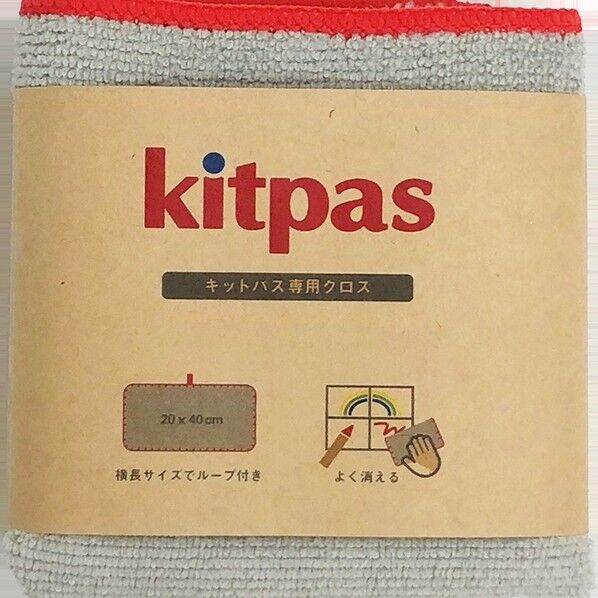 kitpas
キットパス専用クロス
20 x 40cm
横長サイズでループ付き
よく消える